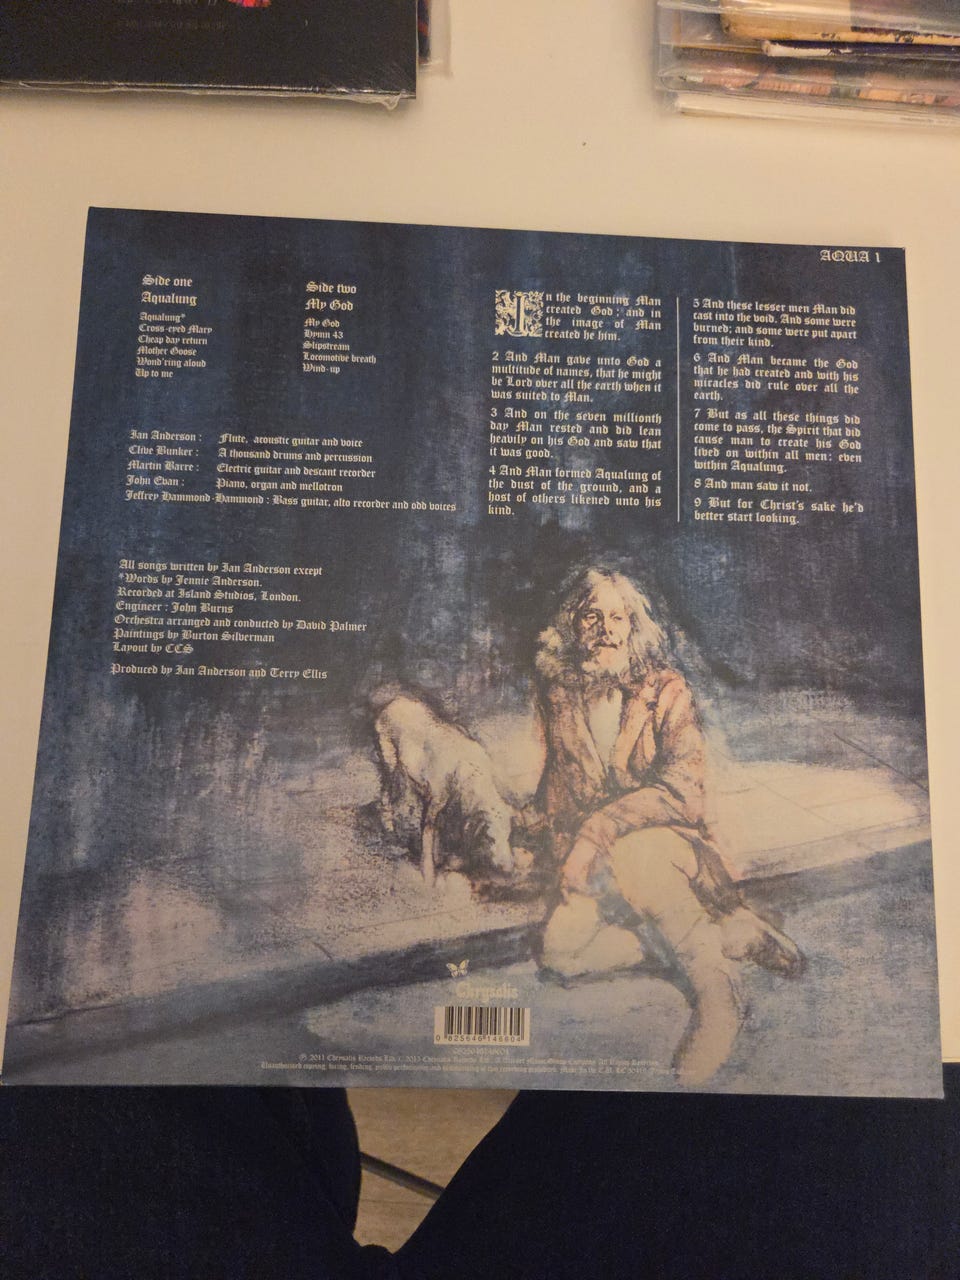 AQUA 1
Side one
Aqualung
Aqualung*
Cross-eyed Mary
Cheap day return
Mother Goose
Wond'ring aloud
Up to me
Side two
My God
My God
Hymn 43
Slipstream
Locomotive breath
Wind-up
Ian Anderson : Flute, acoustic guitar and voice
Clive Bunker : A thousand drums and percussion
Martin Barre : Electric guitar and descant recorder
John Evan : Piano, organ and mellotron
Jeffrey Hammond-Hammond : Bass guitar, alto recorder and odd voices
All songs written by Ian Anderson except
*Words by Jennie Anderson.
Recorded at Island Studios, London.
Engineer : John Burns
Orchestra arranged and conducted by David Palmer
Paintings by Burton Silverman
Layout by CCS
Produced by Ian Anderson and Terry Ellis
In the beginning Man
created God; and in
the image of Man
created he him.
2 And Man gave unto God a
multitude of names, that he might
be Lord over all the earth when it
was suited to Man.
3 And on the seven millionth
day Man rested and did lean
heavily on his God and saw that
it was good.
4 And Man formed Aqualung of
the dust of the ground, and a
host of others likened unto his
kind.
5 And these lesser men Man did
cast into the void. And some were
burned; and some were put apart
from their kind.
6 And Man became the God
that he had created and with his
miracles did rule over all the
earth.
7 But as all these things did
come to pass, the Spirit that did
cause man to create his God
lived on within all men: even
within Aqualung.
8 And man saw it not.
9 But for Christ's sake he'd
better start looking.
Chrysalis
0 825646 146604
℗ 2011 Chrysalis Records Ltd.